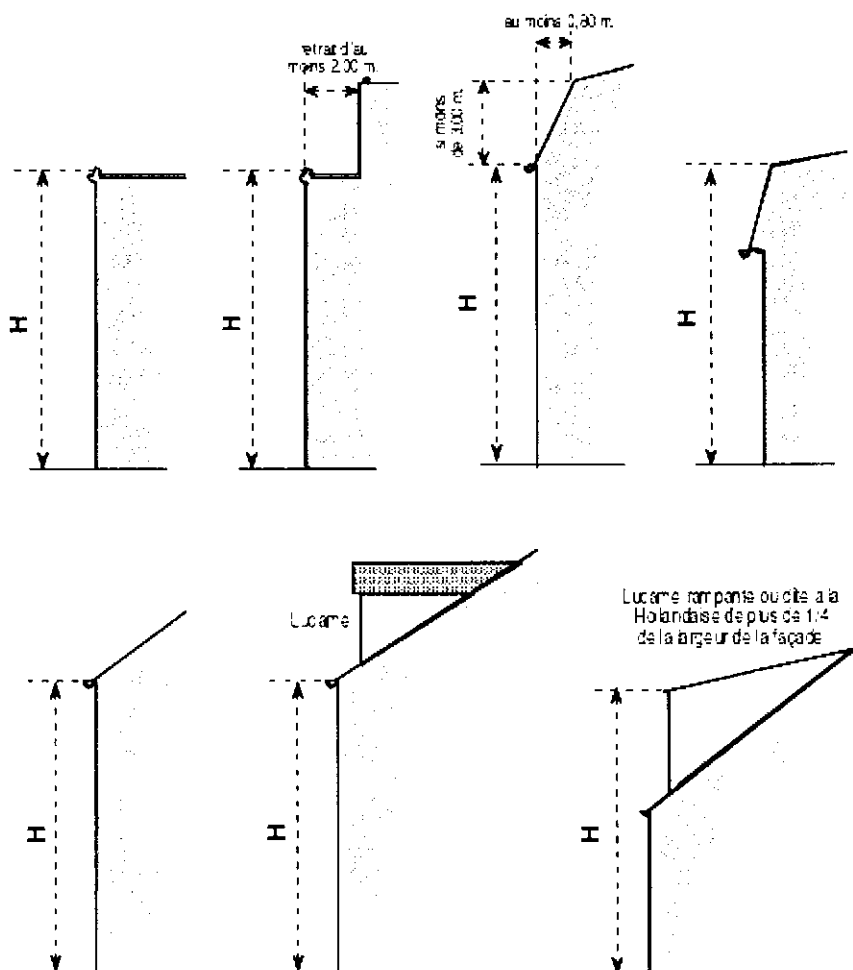 au moins 0,80 m.
retrait d'au
moins 2,00 m.
si moins
de 3,00 m.
H
H
H
H
Lucarne
Lucarne rampante ou dite à la
Hollandaise de plus de 1/4
de la largeur de la façade
H
H
H